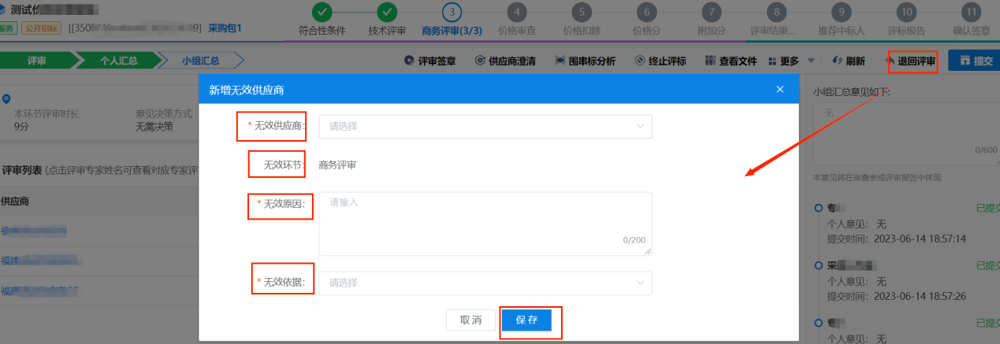 测试价
符合性条件
技术评审
3
商务评审(3/3)
4
价格审查
5
价格扣除
6
价格分
7
附加分
8
评审结果...
9
推荐中标人
10
评标报告
11
确认签章
服务
公开招标
采购包1
评审
个人汇总
小组汇总
评审签章
供应商澄清
围串标分析
终止评标
查看文件
更多
刷新
退回评审
提交
新增无效供应商
小组汇总意见如下:
本环节评审时长
9分
意见决策方式
无需决策
* 无效供应商:
请选择
无
0/600
无效环节:
商务评审
评审列表 (点击评审专家姓名可查看对应专家评
本意见将在审查表或评审报告中体现
供应商
* 无效原因:
请输入
0/200
专
已提交
个人意见: 无
提交时间: 2023-06-14 18:57:14
福建
采
已提交
个人意见: 无
提交时间: 2023-06-14 18:57:26
* 无效依据:
请选择
取消
保存
专
已提交
个人意见: 无